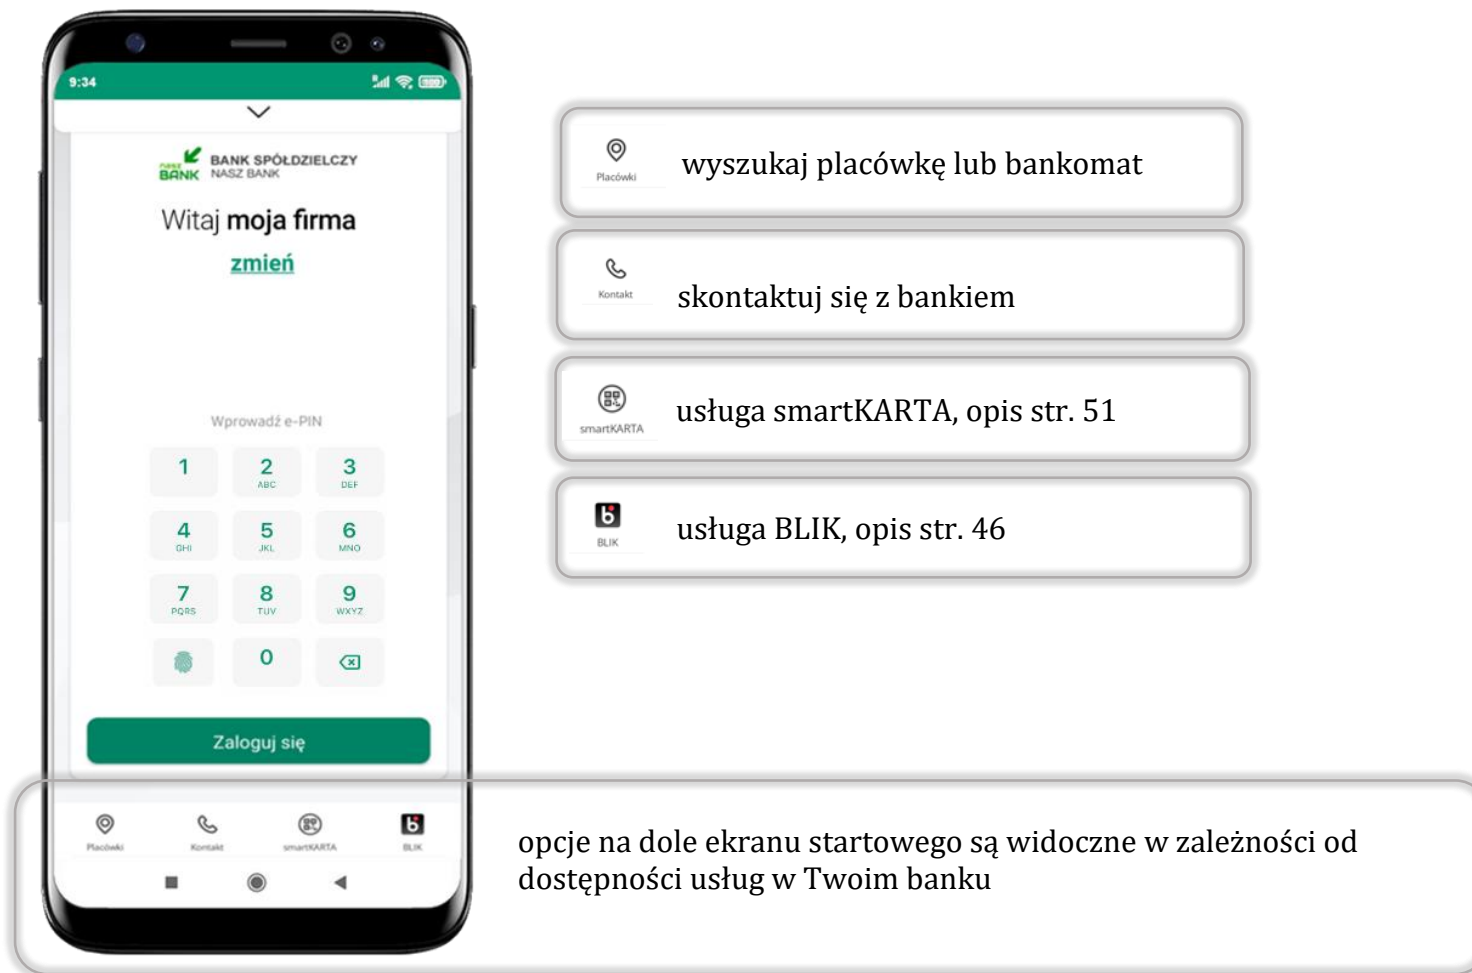 9:34
nasz
BANK
BANK SPÓŁDZIELCZY
NASZ BANK
Witaj moja firma
zmień
Wprowadź e-PIN
1
2
ABC
3
DEF
4
GHI
5
JKL
6
MNO
7
PQRS
8
TUV
9
WXYZ
0
Zaloguj się
Placówki
Kontakt
smartKARTA
BLIK
Placówki
wyszukaj placówkę lub bankomat
Kontakt
skontaktuj się z bankiem
smartKARTA
usługa smartKARTA, opis str. 51
BLIK
usługa BLIK, opis str. 46
opcje na dole ekranu startowego są widoczne w zależności od
dostępności usług w Twoim banku